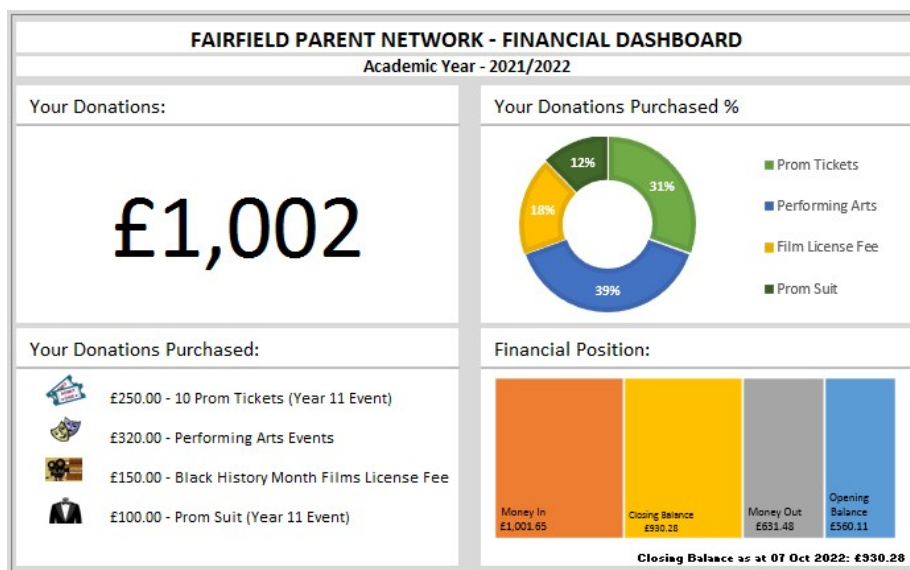 FAIRFIELD PARENT NETWORK - FINANCIAL DASHBOARD
Academic Year - 2021/2022
Your Donations:
£1,002
Your Donations Purchased %
12%
31%
18%
39%
Prom Tickets
Performing Arts
Film License Fee
Prom Suit
Your Donations Purchased:
£250.00 - 10 Prom Tickets (Year 11 Event)
£320.00 - Performing Arts Events
£150.00 - Black History Month Films License Fee
£100.00 - Prom Suit (Year 11 Event)
Financial Position:
Money In
£1,001.65
Closing Balance
£930.28
Money Out
£631.48
Opening
Balance
£560.11
Closing Balance as at 07 Oct 2022: £930.28